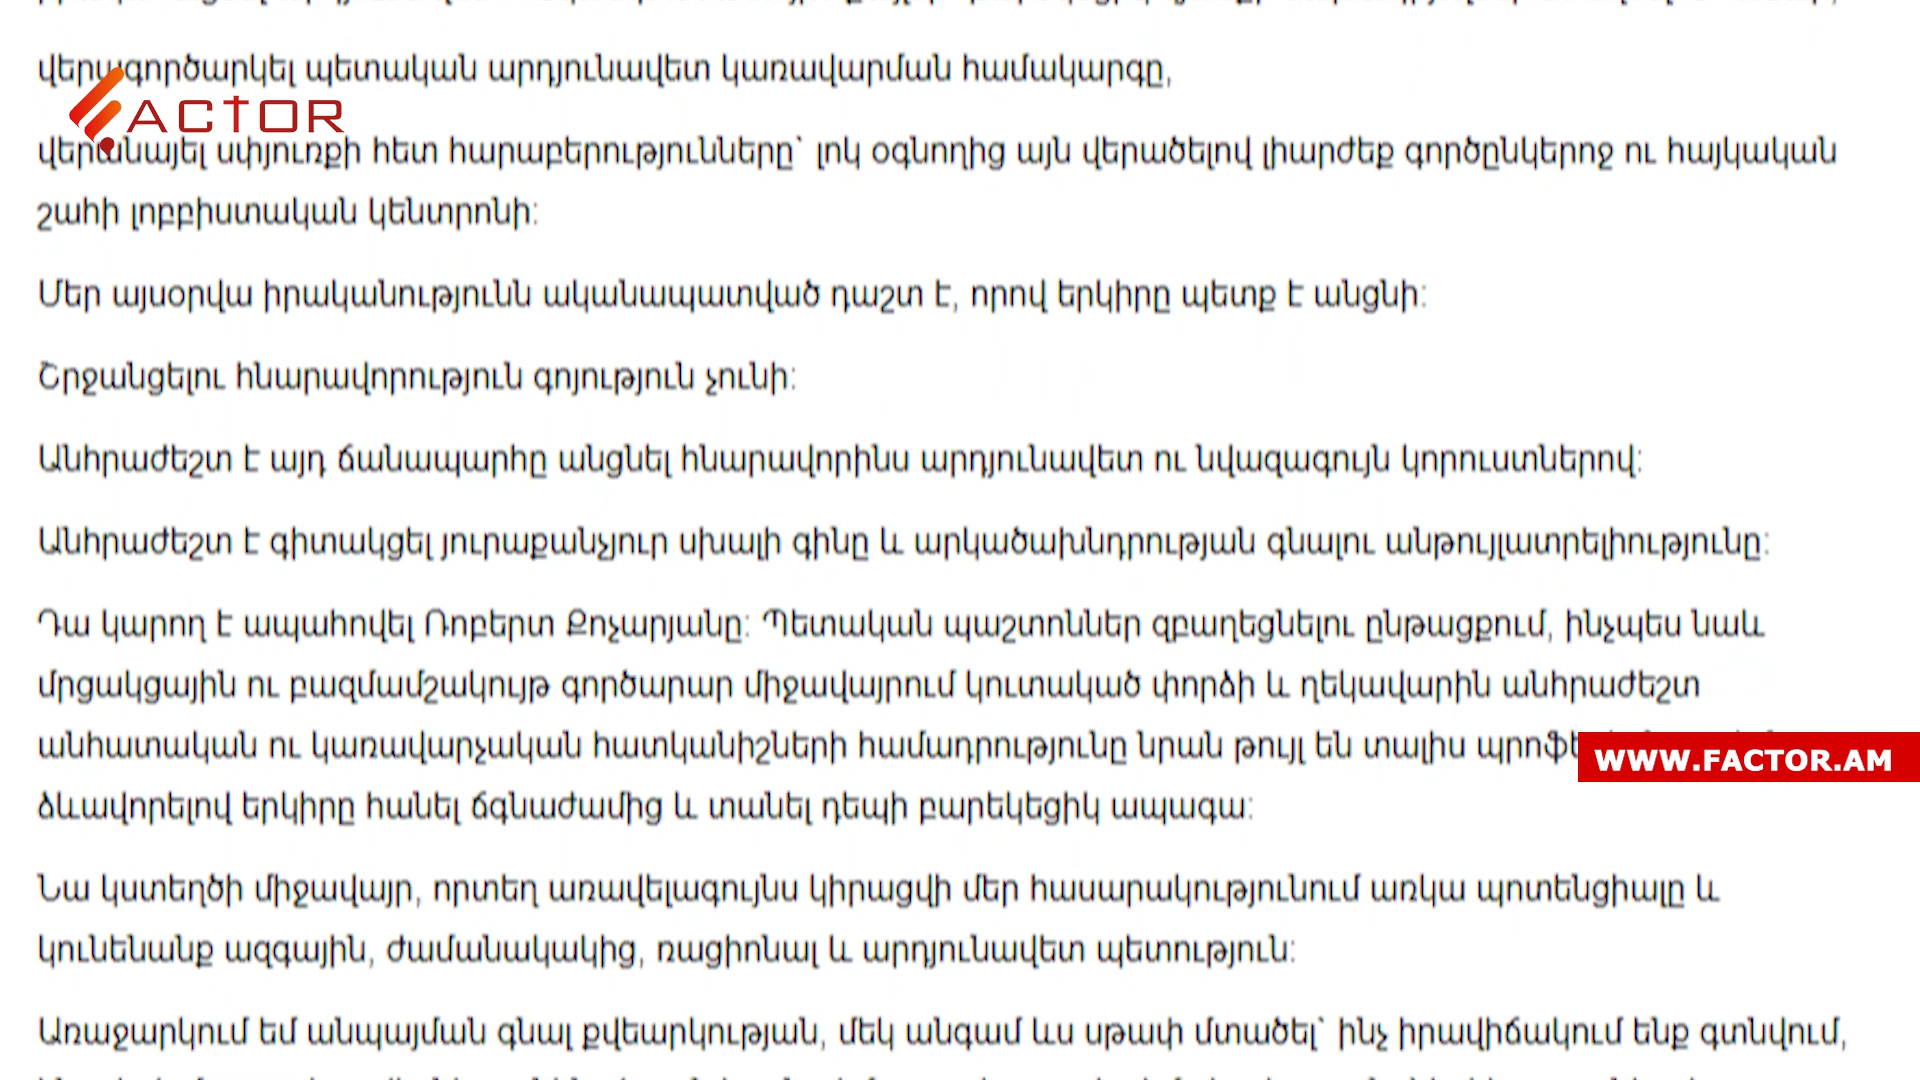 վերագործարկել պետական արդյունավետ կառավարման համակարգը,
ACTOR
վերանայել սփյուռքի հետ հարաբերությունները՝ լոկ օգնողից այն վերածելով լիարժեք գործընկերոջ ու հայկական
շահի լոբբիստական կենտրոնի:
Մեր այսօրվա իրականությունն ականապատված դաշտ է, որով երկիրը պետք է անցնի:
Շրջանցելու հնարավորություն գոյություն չունի:
Անհրաժեշտ է այդ ճանապարհը անցնել հնարավորինս արդյունավետ ու նվազագույն կորուստներով:
Անհրաժեշտ է գիտակցել յուրաքանչյուր սխալի գինը և արկածախնդրության գնալու անթույլատրելիությունը:
Դա կարող է ապահովել Ռոբերտ Քոչարյանը: Պետական պաշտոններ զբաղեցնելու ընթացքում, ինչպես նաև
մրցակցային ու բազմամշակույթ գործարար միջավայրում կուտակած փորձի և ղեկավարին անհրաժեշտ
անհատական ու կառավարչական հատկանիշների համադրությունը նրան թույլ են տալիս
WWW.FACTOR.AM
ձևավորելով երկիրը հանել ճգնաժամից և տանել դեպի բարեկեցիկ ապագա:
Նա կստեղծի միջավայր, որտեղ առավելագույնս կիրացվի մեր հասարակությունում առկա պոտենցիալը և
կունենանք ազգային, ժամանակակից, ռացիոնալ և արդյունավետ պետություն:
Առաջարկում եմ անպայման գնալ քվեարկության, մեկ անգամ ևս սթափ մտածել՝ ինչ իրավիճակում ենք գտնվում,